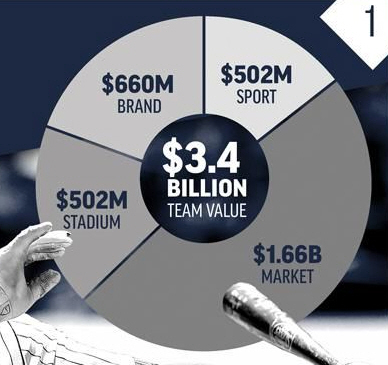 1
$660M
BRAND
$502M
SPORT
$3.4
BILLION
TEAM VALUE
$502M
STADIUM
$1.66B
MARKET